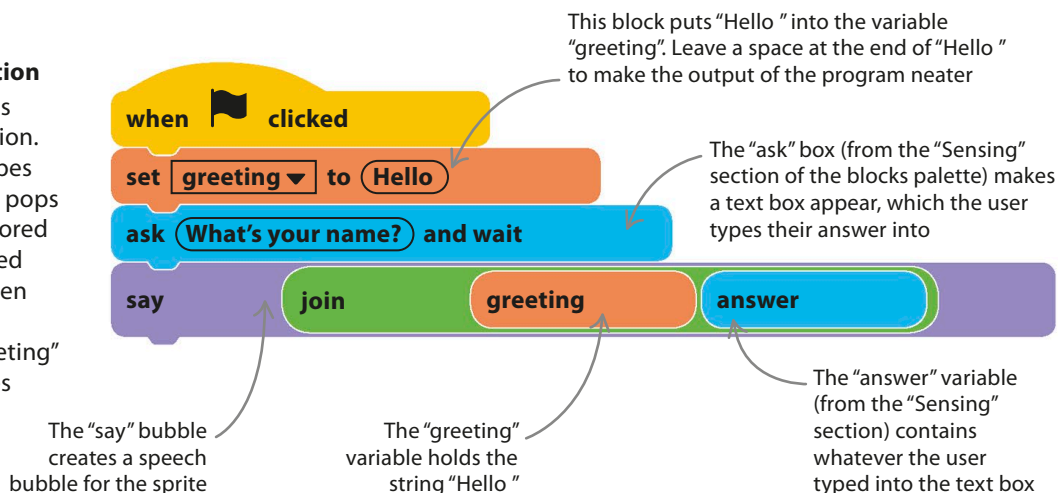 This block puts “Hello ” into the variable
“greeting”. Leave a space at the end of “Hello ”
to make the output of the program neater
when clicked
set greeting to Hello
ask What's your name? and wait
say join greeting answer
The “ask” box (from the “Sensing”
section of the blocks palette) makes
a text box appear, which the user
types their answer into
The “say” bubble
creates a speech
bubble for the sprite
The “greeting”
variable holds the
string “Hello ”
The “answer” variable
(from the “Sensing”
section) contains
whatever the user
typed into the text box